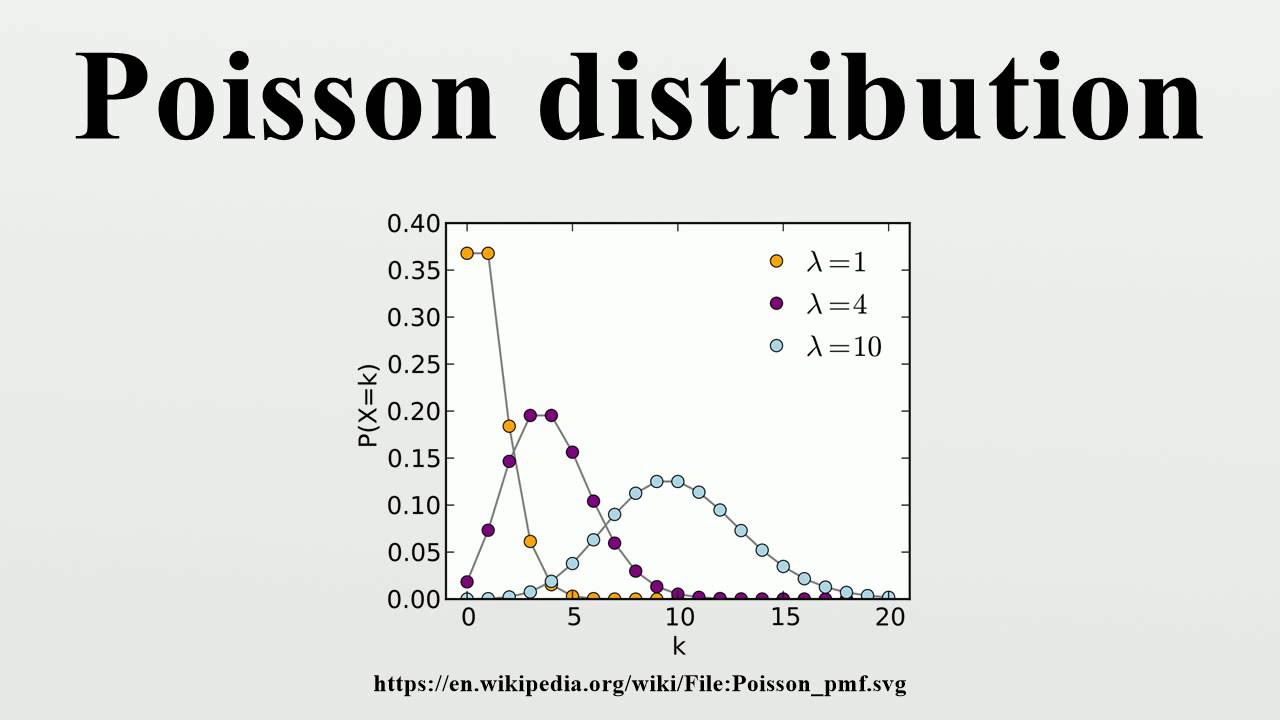 Poisson distribution
0.40
0.35
0.30
0.25
0.20
0.15
0.10
0.05
0.00
P(X=k)
λ=1
λ=4
λ=10
0 5 10 15 20
k
https://en.wikipedia.org/wiki/File:Poisson_pmf.svg